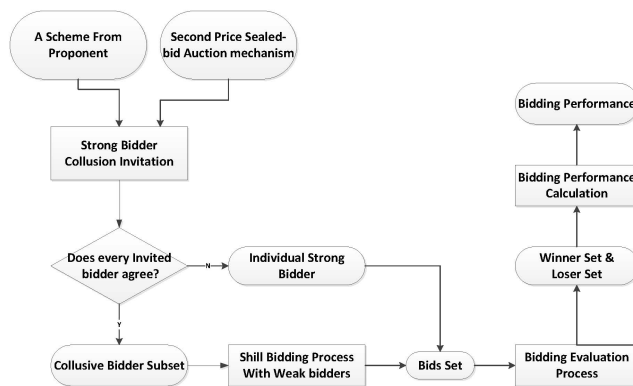 A Scheme From
Proponent
Second Price Sealed-
bid Auction mechanism
Strong Bidder
Collusion Invitation
Does every Invited
bidder agree?
N
Individual Strong
Bidder
Y
Collusive Bidder Subset
Shill Bidding Process
With Weak bidders
Bids Set
Bidding Evaluation
Process
Winner Set &
Loser Set
Bidding Performance
Calculation
Bidding Performance